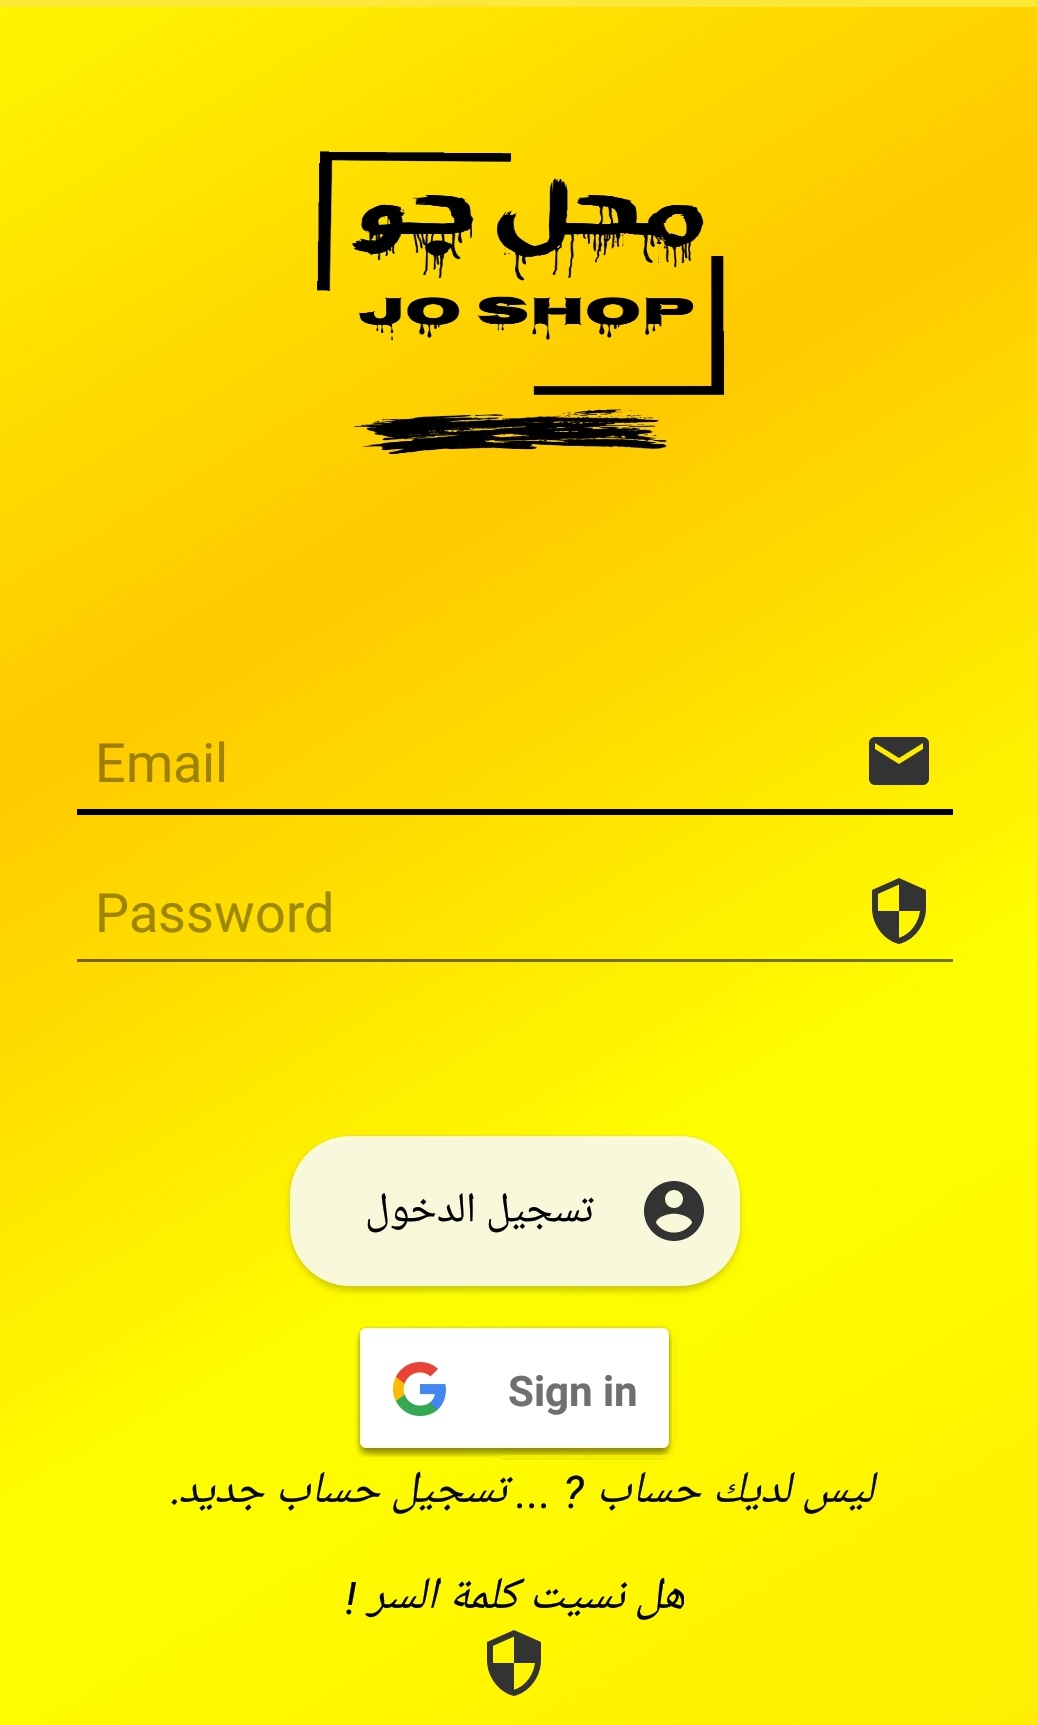 محل جو
JO SHOP
Email
Password
تسجيل الدخول
Sign in
ليس لديك حساب ? ...تسجيل حساب جديد.
هل نسيت كلمة السر !